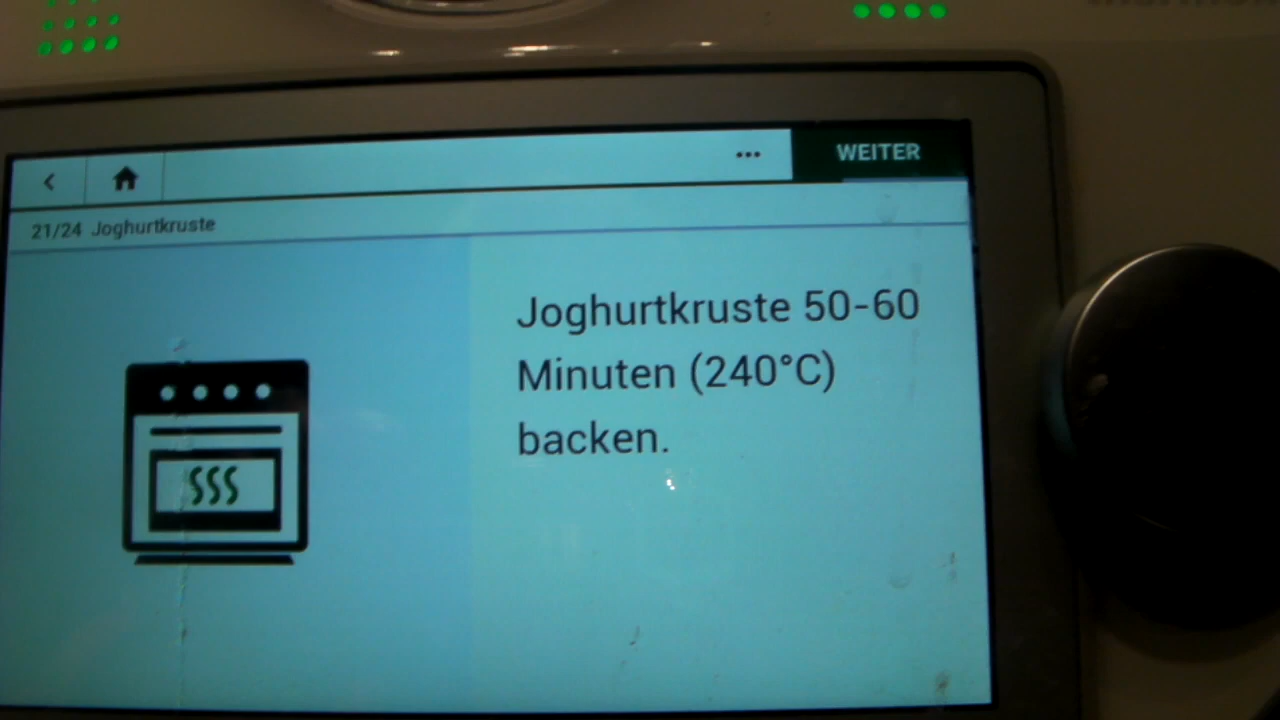 WEITER
21/24 Joghurtkruste
Joghurtkruste 50-60
Minuten (240°C)
backen.